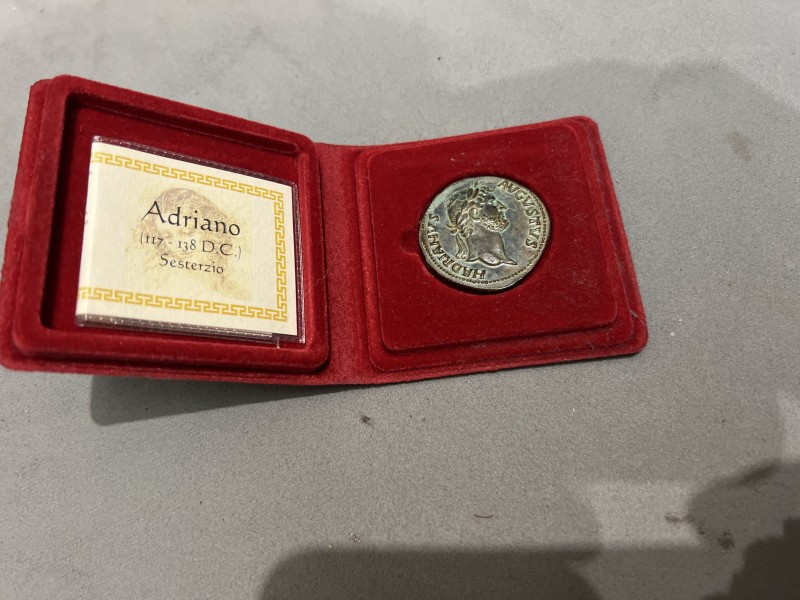 Adriano
(117 - 138 D.C.)
Sesterzio
HADRIANVS AVGVSTVS